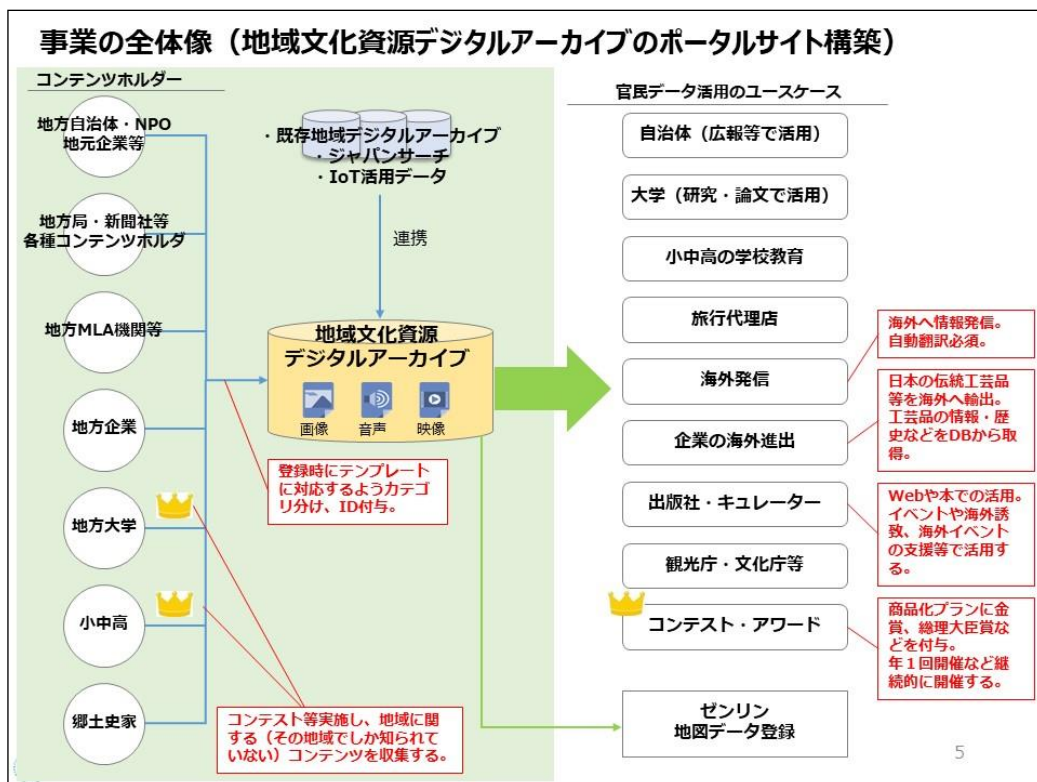 事業の全体像（地域文化資源デジタルアーカイブのポータルサイト構築）
コンテンツホルダー
地方自治体・NPO
地元企業等
地方局・新聞社等
各種コンテンツホルダ
地方MLA機関等
地方企業
地方大学
小中高
郷土史家
・既存地域デジタルアーカイブ
・ジャパンサーチ
・IoT活用データ
連携
地域文化資源
デジタルアーカイブ
画像
音声
映像
登録時にテンプレート
に対応するようカテゴ
リ分け、ID付与。
コンテスト等実施し、地域に関
する（その地域でしか知られて
いない）コンテンツを収集する。
官民データ活用のユースケース
自治体（広報等で活用）
大学（研究・論文で活用）
小中高の学校教育
旅行代理店
海外発信
企業の海外進出
出版社・キュレーター
観光庁・文化庁等
コンテスト・アワード
ゼンリン
地図データ登録
海外へ情報発信。
自動翻訳必須。
日本の伝統工芸品
等を海外へ輸出。
工芸品の情報・歴
史などをDBから取
得。
Webや本での活用。
イベントや海外誘
致、海外イベント
の支援等で活用す
る。
商品化プランに金
賞、総理大臣賞な
どを付与。
年１回開催など継
続的に開催する。
5